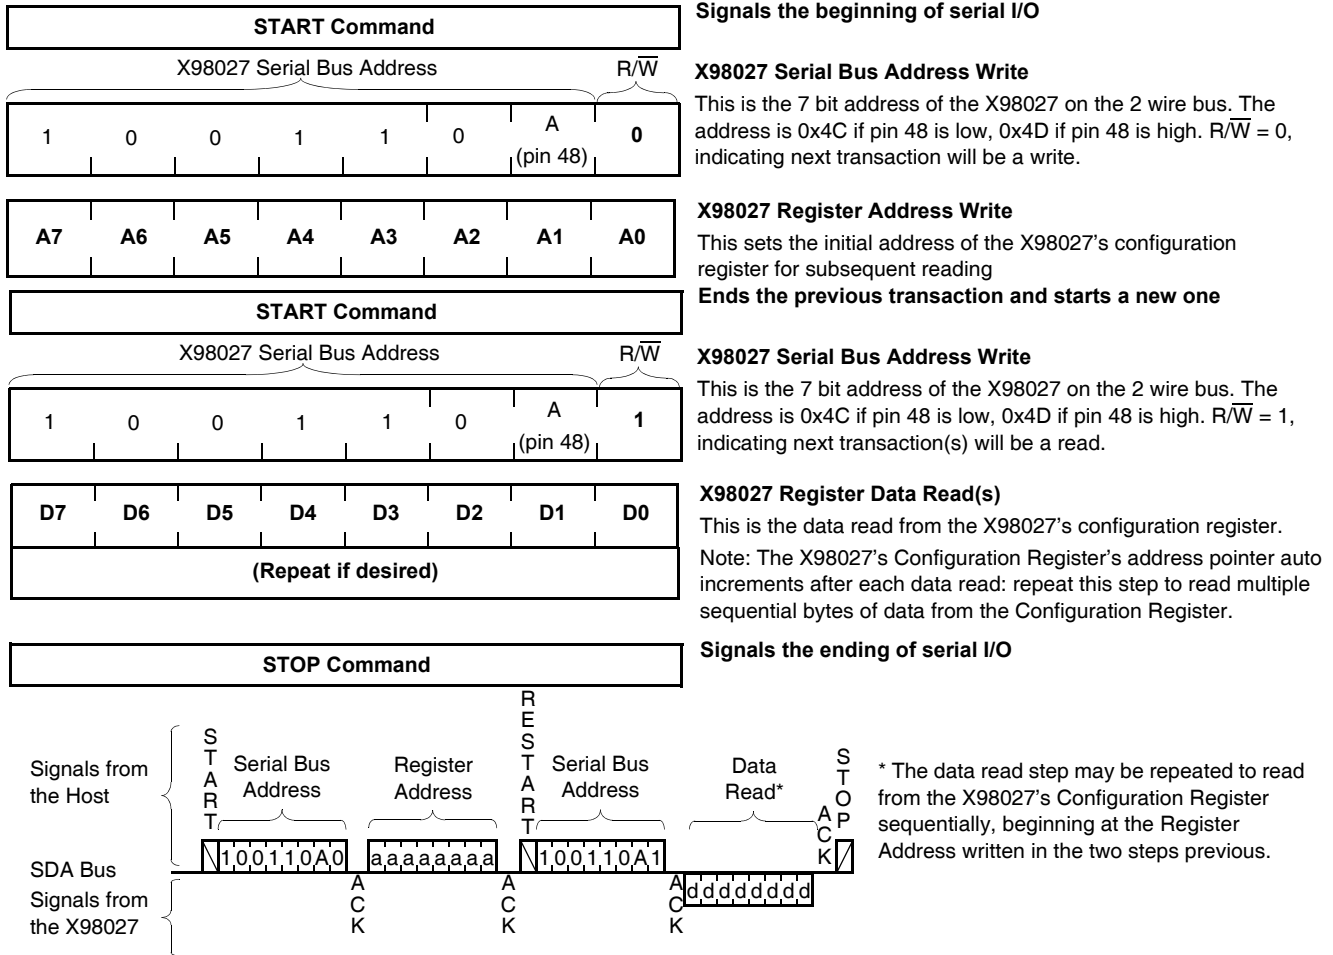 START Command
Signals the beginning of serial I/O
X98027 Serial Bus Address
R/W̅
1 0 0 1 1 0 A (pin 48) 0
X98027 Serial Bus Address Write
This is the 7 bit address of the X98027 on the 2 wire bus. The
address is 0x4C if pin 48 is low, 0x4D if pin 48 is high. R/W̅ = 0,
indicating next transaction will be a write.
A7 A6 A5 A4 A3 A2 A1 A0
X98027 Register Address Write
This sets the initial address of the X98027’s configuration
register for subsequent reading
START Command
Ends the previous transaction and starts a new one
X98027 Serial Bus Address
R/W̅
1 0 0 1 1 0 A (pin 48) 1
X98027 Serial Bus Address Write
This is the 7 bit address of the X98027 on the 2 wire bus. The
address is 0x4C if pin 48 is low, 0x4D if pin 48 is high. R/W̅ = 1,
indicating next transaction(s) will be a read.
D7 D6 D5 D4 D3 D2 D1 D0
(Repeat if desired)
X98027 Register Data Read(s)
This is the data read from the X98027’s configuration register.
Note: The X98027’s Configuration Register’s address pointer auto
increments after each data read: repeat this step to read multiple
sequential bytes of data from the Configuration Register.
STOP Command
Signals the ending of serial I/O
Signals from
the Host
START
Serial Bus
Address
Register
Address
RESTART
Serial Bus
Address
Data
Read*
ACK
STOP
* The data read step may be repeated to read
from the X98027’s Configuration Register
sequentially, beginning at the Register
Address written in the two steps previous.
SDA Bus
1 0 0 1 1 0 A 0
a a a a a a a a
1 0 0 1 1 0 A 1
Signals from
the X98027
ACK
ACK
ACK
d d d d d d d d